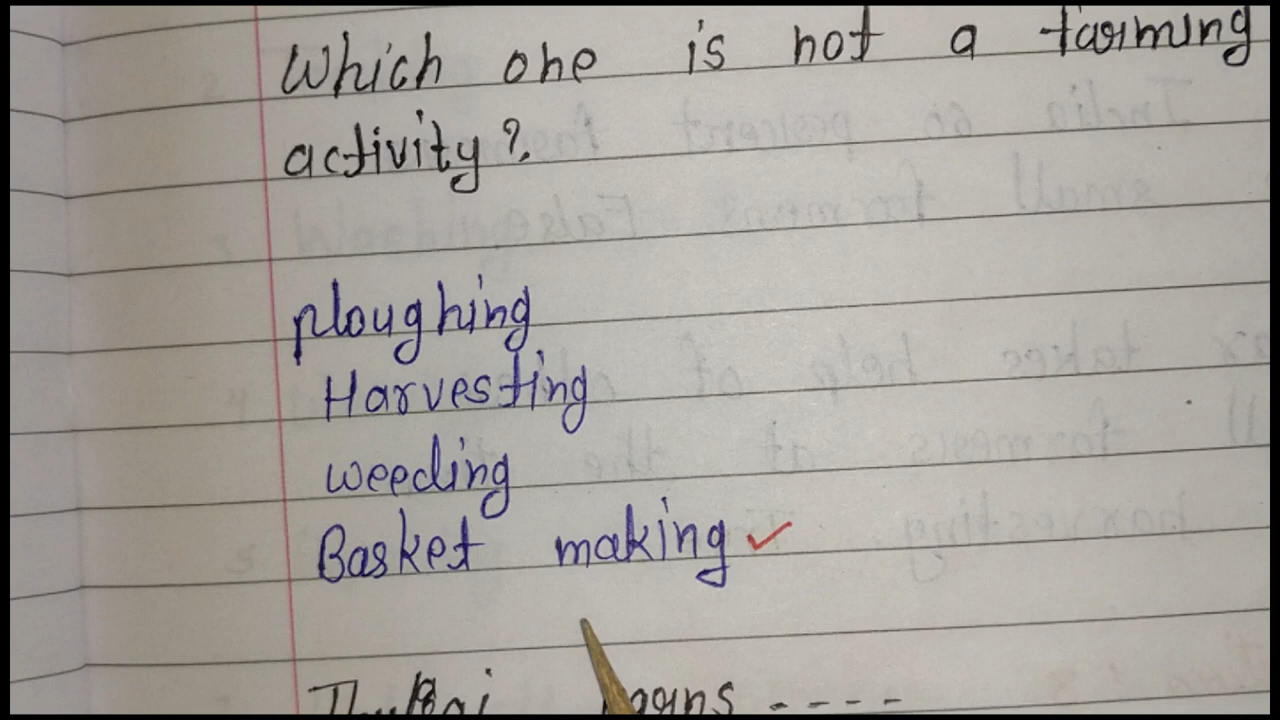 Which one is not a farming
activity?
ploughing
Harvesting
weeding
Basket making